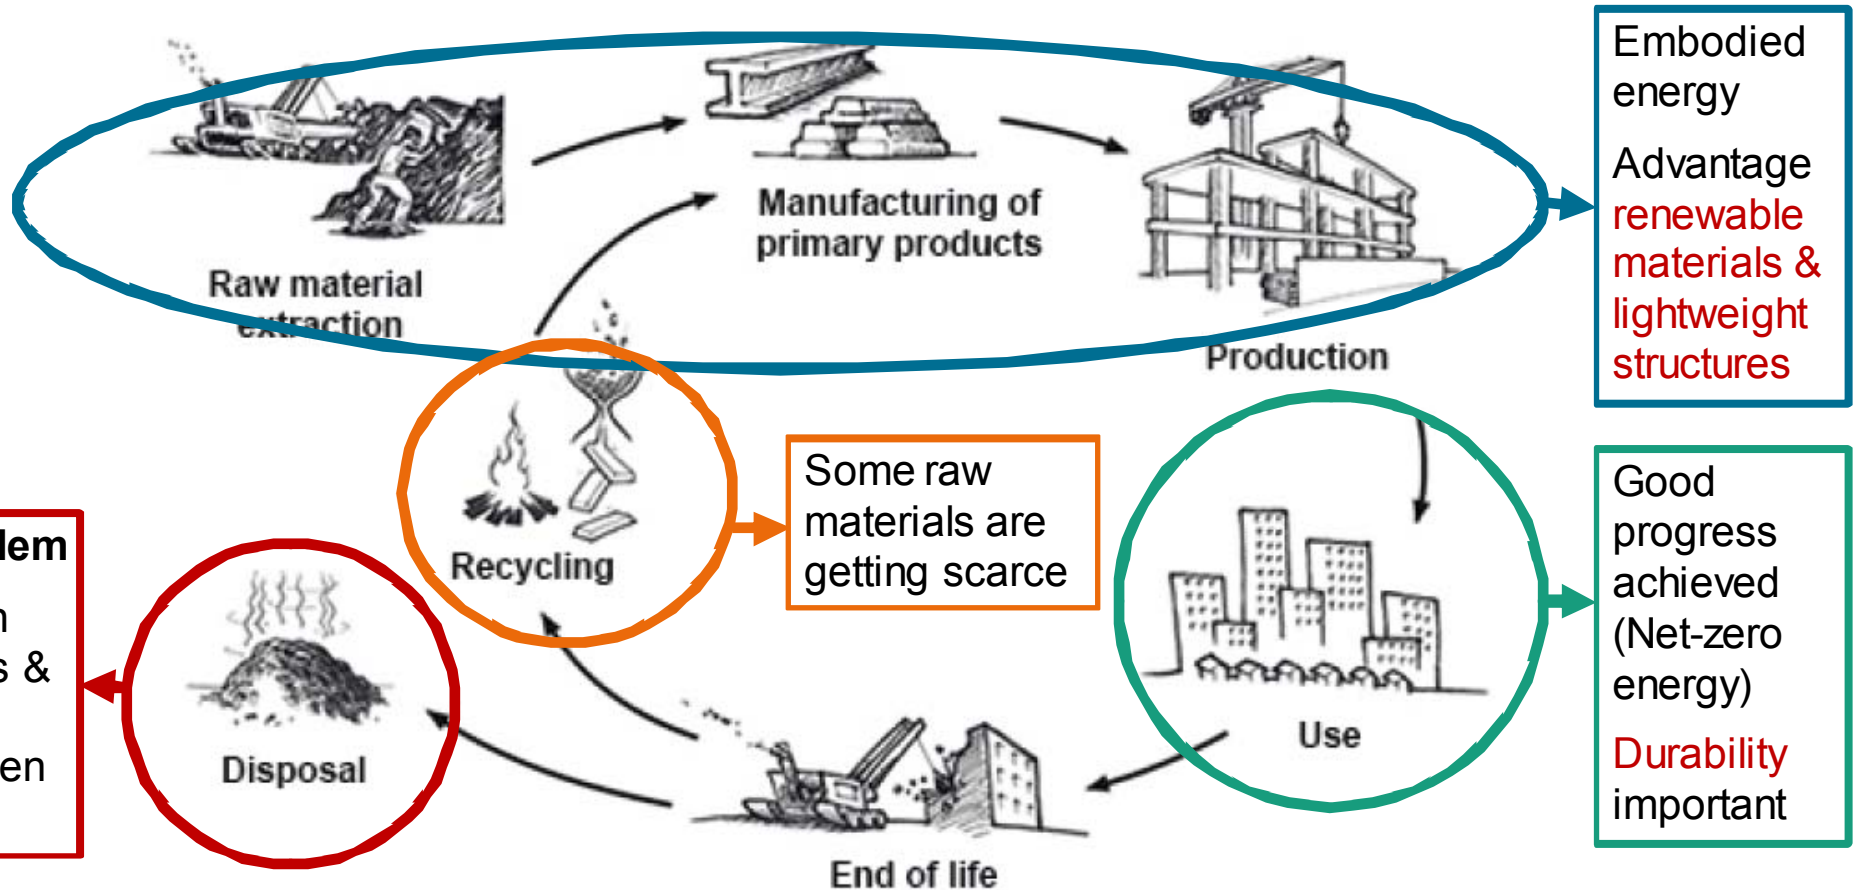 Embodied
energy
Advantage
renewable
materials &
lightweight
structures
Manufacturing of
primary products
Raw material
extraction
Production
Some raw
materials are
getting scarce
Recycling
Good
progress
achieved
(Net-zero
energy)
Durability
important
lem
n
s &
en
Disposal
Use
End of life